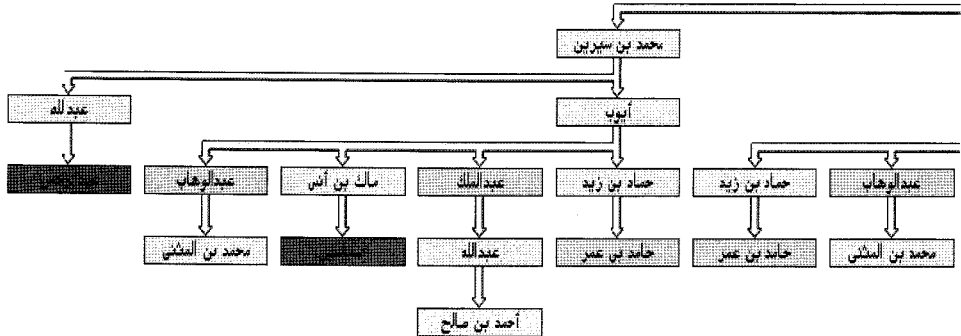 محمد بن سيرين
أيوب
عبدلله
عبدالوهاب
حماد بن زيد
حماد بن زيد
عبدالملك
مالك بن أنس
عبدالوهاب
محمد بن المثنى
حامد بن عمر
حامد بن عمر
عبدالله
محمد بن المثنى
أحمد بن صالح